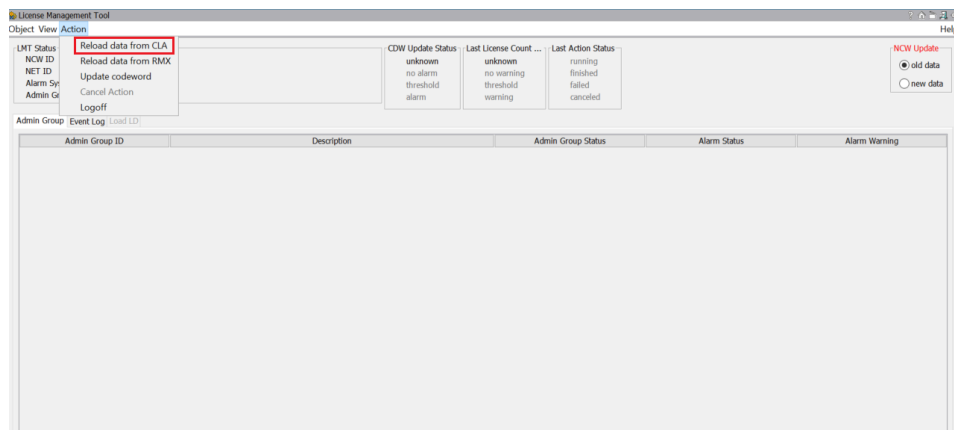 License Management Tool
Object View Action
Hel
Reload data from CLA
Reload data from RMX
Update codeword
Cancel Action
Logoff
LMT Status
NCW ID
NET ID
Alarm Sy
Admin Gr
CDW Update Status
unknown
no alarm
threshold
alarm
Last License Count ...
unknown
no warning
threshold
warning
Last Action Status
running
finished
failed
canceled
NCW Update
old data
new data
Admin Group Event Log Load LD
Admin Group ID Description Admin Group Status Alarm Status Alarm Warning